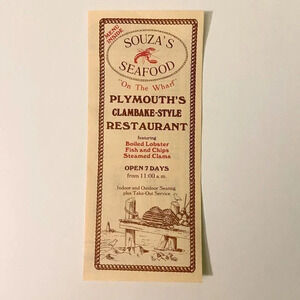 MENU
INSIDE
SOUZA'S
SEAFOOD
"On The Wharf"
PLYMOUTH'S
CLAMBAKE-STYLE
RESTAURANT
featuring
Boiled Lobster
Fish and Chips
Steamed Clams
OPEN 7 DAYS
from 11:00 a.m.
Indoor and Outdoor Seating
plus Take-Out Service